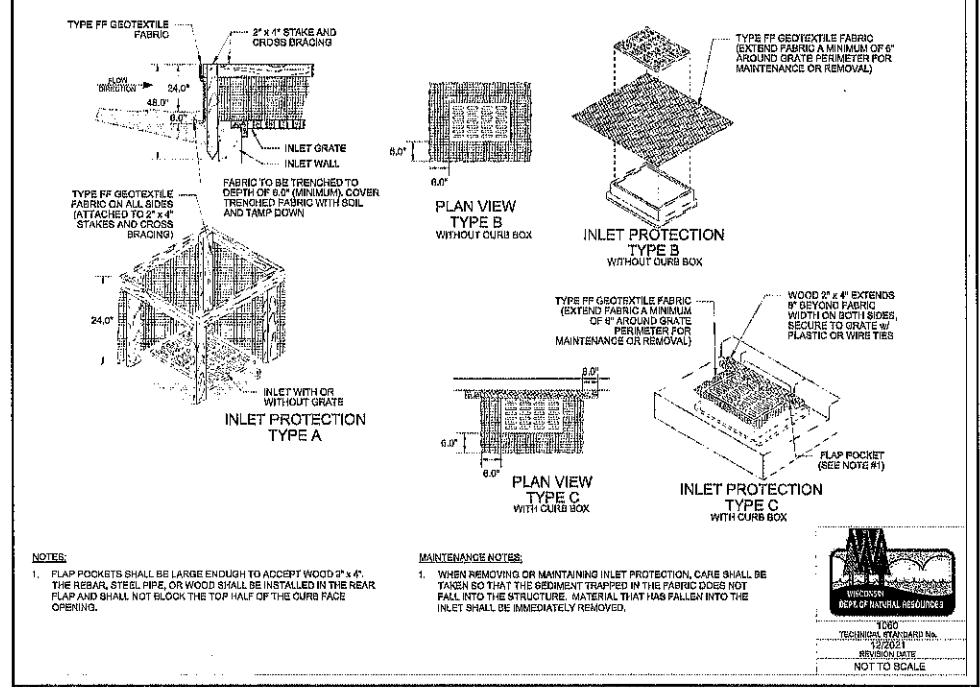 TYPE FF GEOTEXTILE
FABRIC
2" x 4" STAKE AND
CROSS BRACING
FLOW
DIRECTION
24.0"
48.0"
6.0"
INLET GRATE
INLET WALL
FABRIC TO BE TRENCHED TO
DEPTH OF 6.0" (MINIMUM). COVER
TRENCHED FABRIC WITH SOIL
AND TAMP DOWN
TYPE FF GEOTEXTILE
FABRIC ON ALL SIDES
(ATTACHED TO 2" x 4"
STAKES AND CROSS
BRACING)
24.0"
INLET WITH OR
WITHOUT GRATE
INLET PROTECTION
TYPE A
6.0"
6.0"
PLAN VIEW
TYPE B
WITHOUT CURB BOX
TYPE FF GEOTEXTILE FABRIC
(EXTEND FABRIC A MINIMUM OF 6"
AROUND GRATE PERIMETER FOR
MAINTENANCE OR REMOVAL)
INLET PROTECTION
TYPE B
WITHOUT CURB BOX
8.0"
6.0"
6.0"
PLAN VIEW
TYPE C
WITH CURB BOX
TYPE FF GEOTEXTILE FABRIC
(EXTEND FABRIC A MINIMUM
OF 6" AROUND GRATE
PERIMETER FOR
MAINTENANCE OR REMOVAL)
WOOD 2" x 4" EXTENDS
8" BEYOND FABRIC
WIDTH ON BOTH SIDES,
SECURE TO GRATE w/
PLASTIC OR WIRE TIES
FLAP POCKET
(SEE NOTE #1)
INLET PROTECTION
TYPE C
WITH CURB BOX
NOTES:
1. FLAP POCKETS SHALL BE LARGE ENOUGH TO ACCEPT WOOD 2" x 4".
THE REBAR, STEEL PIPE, OR WOOD SHALL BE INSTALLED IN THE REAR
FLAP AND SHALL NOT BLOCK THE TOP HALF OF THE CURB FACE
OPENING.
MAINTENANCE NOTES:
1. WHEN REMOVING OR MAINTAINING INLET PROTECTION, CARE SHALL BE
TAKEN SO THAT THE SEDIMENT TRAPPED IN THE FABRIC DOES NOT
FALL INTO THE STRUCTURE. MATERIAL THAT HAS FALLEN INTO THE
INLET SHALL BE IMMEDIATELY REMOVED.
WISCONSIN
DEPT. OF NATURAL RESOURCES
1060
TECHNICAL STANDARD No.
12/2021
REVISION DATE
NOT TO SCALE